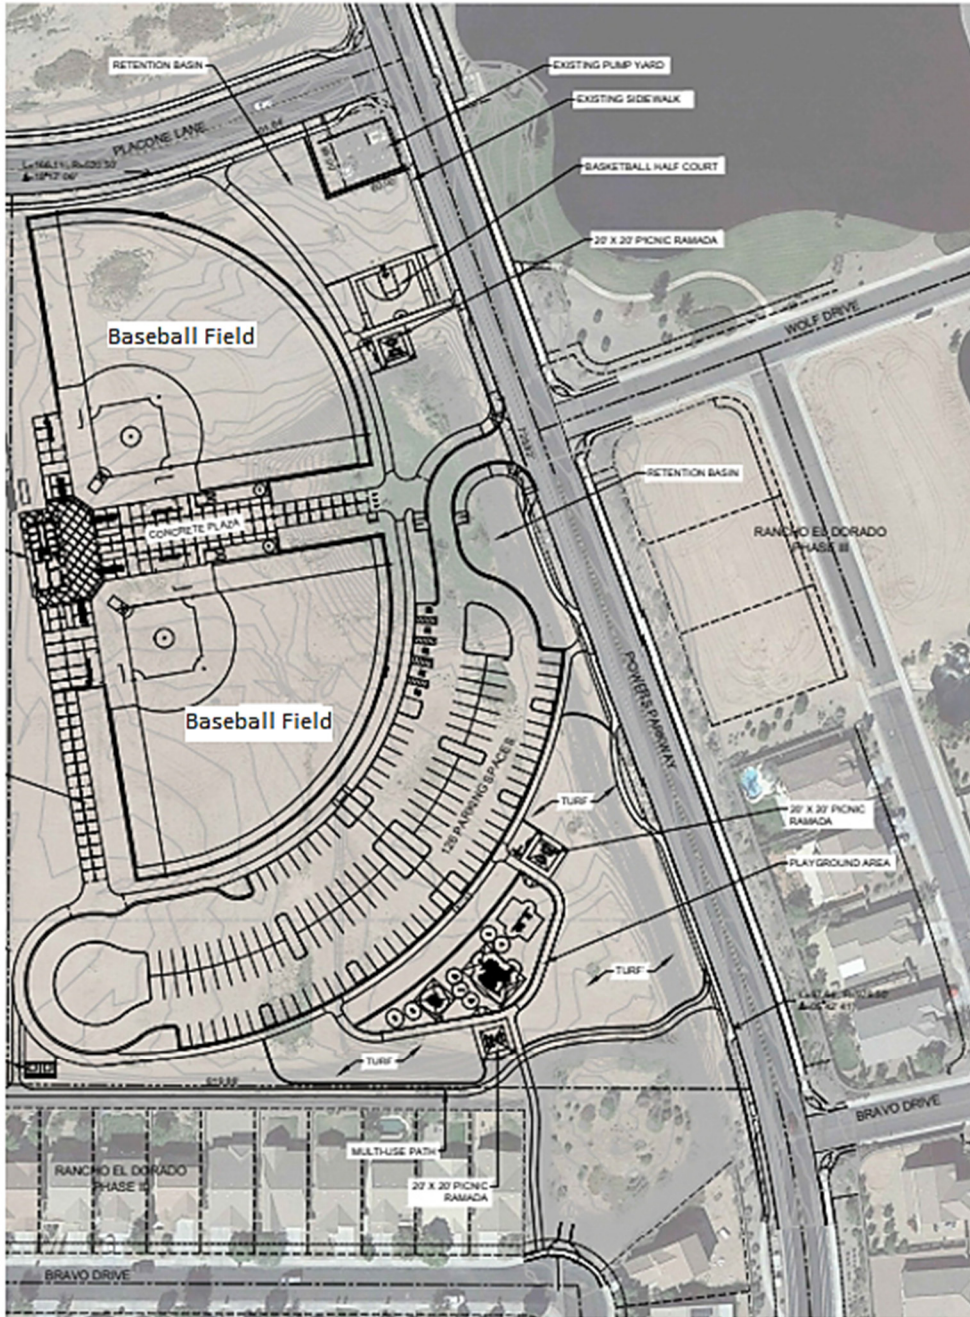 RETENTION BASIN
EXISTING PUMP YARD
EXISTING SIDEWALK
PLACONE LANE
BASKETBALL HALF COURT
20' X 20' PICNIC RAMADA
WOLF DRIVE
Baseball Field
RETENTION BASIN
CONCRETE PLAZA
RANCHO EL DORADO
PHASE III
POWERS PARKWAY
Baseball Field
126 PARKING SPACES
TURF
20' X 20' PICNIC
RAMADA
PLAYGROUND AREA
TURF
TURF
BRAVO DRIVE
MULTI-USE PATH
RANCHO EL DORADO
PHASE II
20' X 20' PICNIC
RAMADA
BRAVO DRIVE